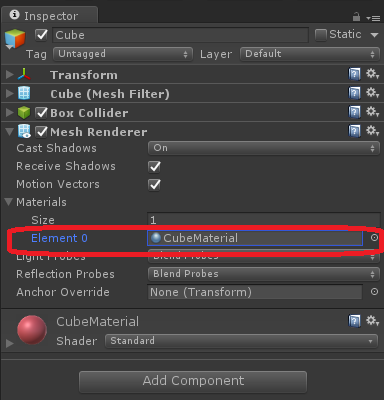 Inspector
Cube Static
Tag Untagged Layer Default
Transform
Cube (Mesh Filter)
Box Collider
Mesh Renderer
Cast Shadows On
Receive Shadows
Motion Vectors
Materials
Size 1
Element 0 CubeMaterial
Light Probes Blend Probes
Reflection Probes Blend Probes
Anchor Override None (Transform)
CubeMaterial
Shader Standard
Add Component